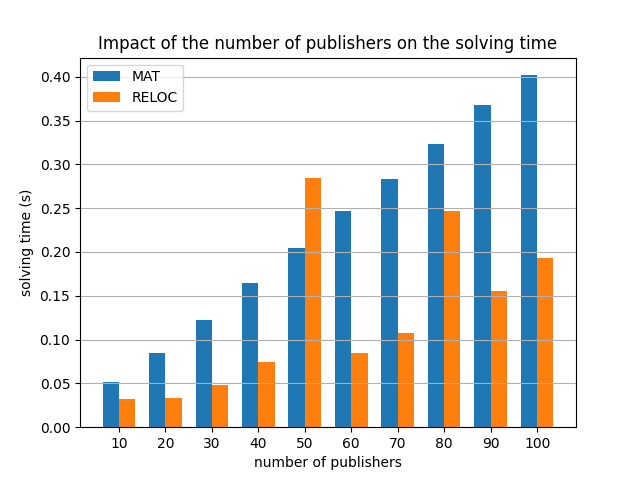 Impact of the number of publishers on the solving time
MAT
RELOC
solving time (s)
0.40
0.35
0.30
0.25
0.20
0.15
0.10
0.05
0.00
10 20 30 40 50 60 70 80 90 100
number of publishers